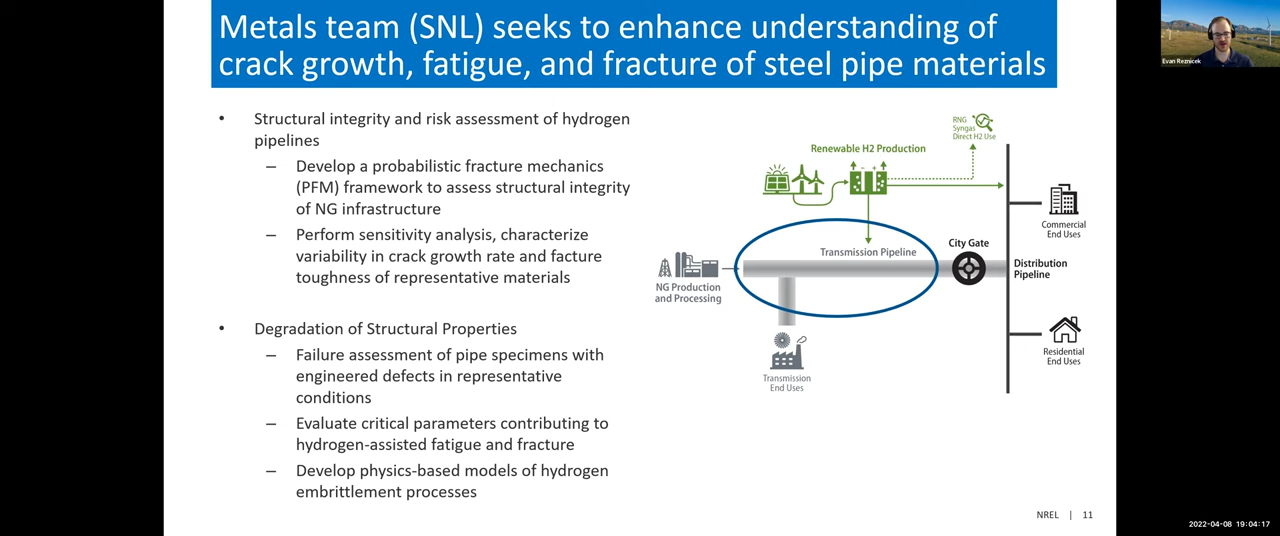 Metals team (SNL) seeks to enhance understanding of
crack growth, fatigue, and fracture of steel pipe materials
Evan Reznicek
• Structural integrity and risk assessment of hydrogen
pipelines
– Develop a probabilistic fracture mechanics
(PFM) framework to assess structural integrity
of NG infrastructure
– Perform sensitivity analysis, characterize
variability in crack growth rate and facture
toughness of representative materials
• Degradation of Structural Properties
– Failure assessment of pipe specimens with
engineered defects in representative
conditions
– Evaluate critical parameters contributing to
hydrogen-assisted fatigue and fracture
– Develop physics-based models of hydrogen
embrittlement processes
RNG
Syngas
Direct H2 Use
Renewable H2 Production
- +
Commercial
End Uses
Transmission Pipeline
City Gate
Distribution
Pipeline
NG Production
and Processing
Residential
End Uses
Transmission
End Uses
NREL | 11
2022-04-08 19:04:17